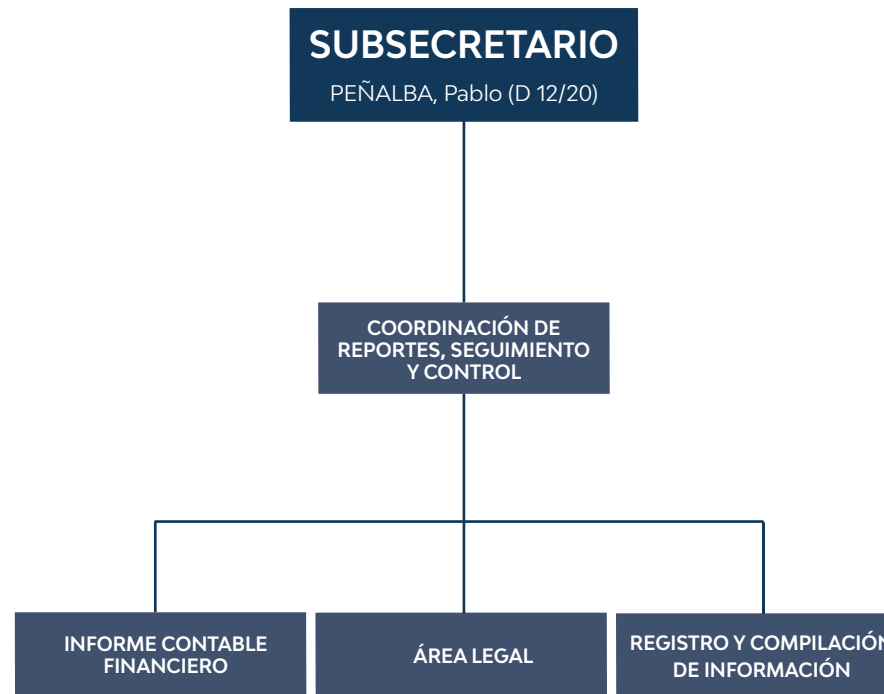 SUBSECRETARIO
PEÑALBA, Pablo (D 12/20)
COORDINACIÓN DE
REPORTES, SEGUIMIENTO
Y CONTROL
INFORME CONTABLE
FINANCIERO
ÁREA LEGAL
REGISTRO Y COMPILACIÓN
DE INFORMACIÓN